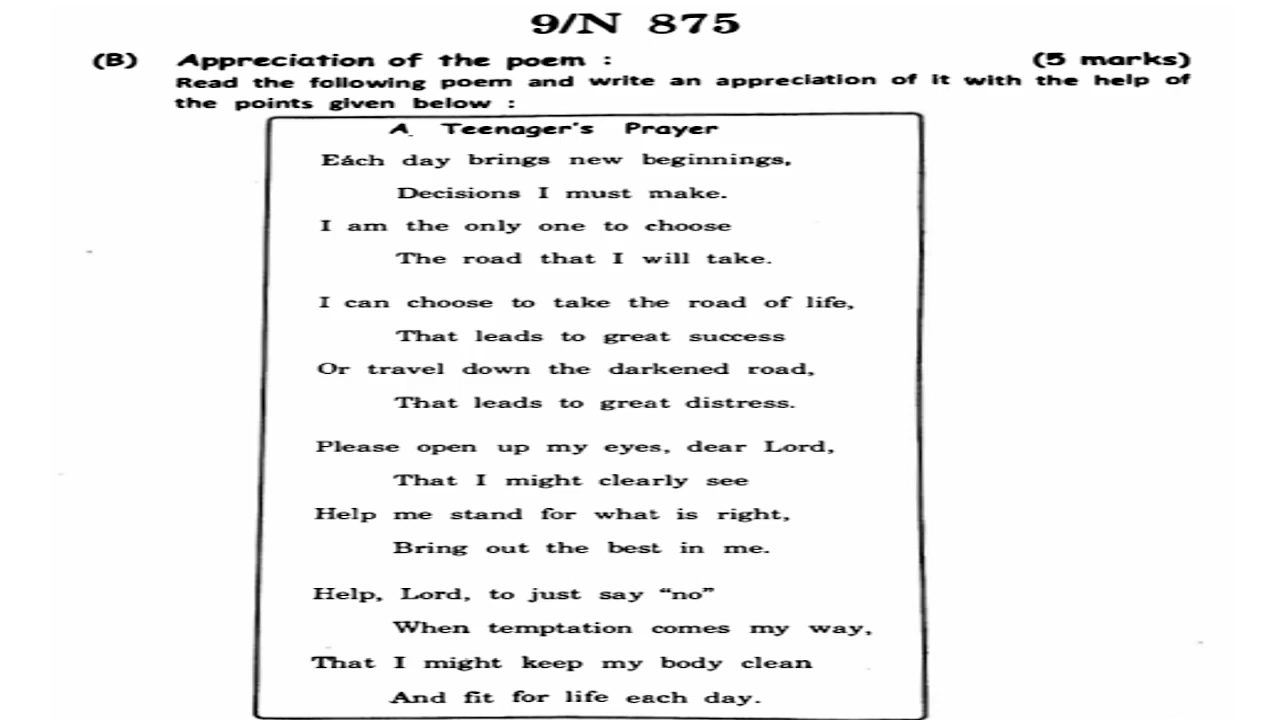 9/N 875
(B) Appreciation of the poem : (5 marks)
Read the following poem and write an appreciation of it with the help of
the points given below :
A Teenager's Prayer
Each day brings new beginnings,
Decisions I must make.
I am the only one to choose
The road that I will take.
I can choose to take the road of life,
That leads to great success
Or travel down the darkened road,
That leads to great distress.
Please open up my eyes, dear Lord,
That I might clearly see
Help me stand for what is right,
Bring out the best in me.
Help, Lord, to just say “no”
When temptation comes my way,
That I might keep my body clean
And fit for life each day.